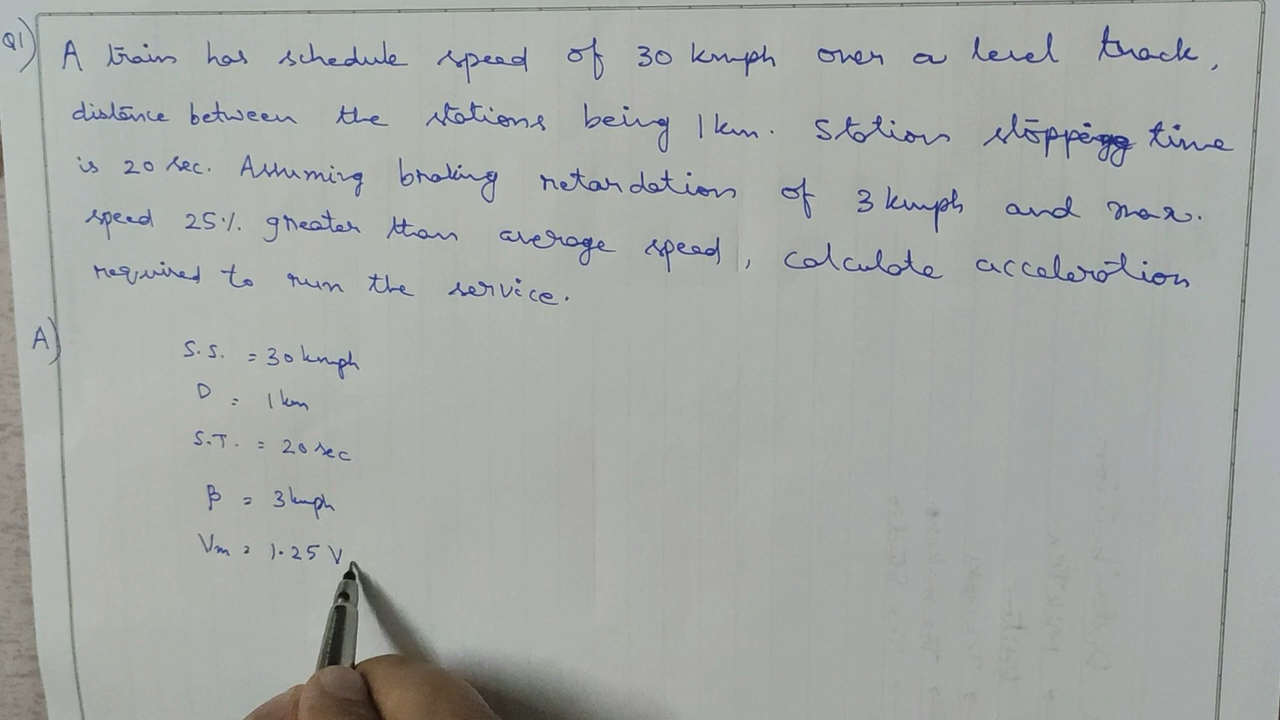 Q1) A train has schedule speed of 30 kmph over a level track,
distance between the stations being 1 km. Station stopping time
is 20 sec. Assuming braking retardation of 3 kmph and max.
speed 25% greater than average speed, calculate acceleration
required to run the service.
A)
S.S. = 30 kmph
D = 1 km
S.T. = 20 sec
β = 3 kmph
Vm = 1.25 V